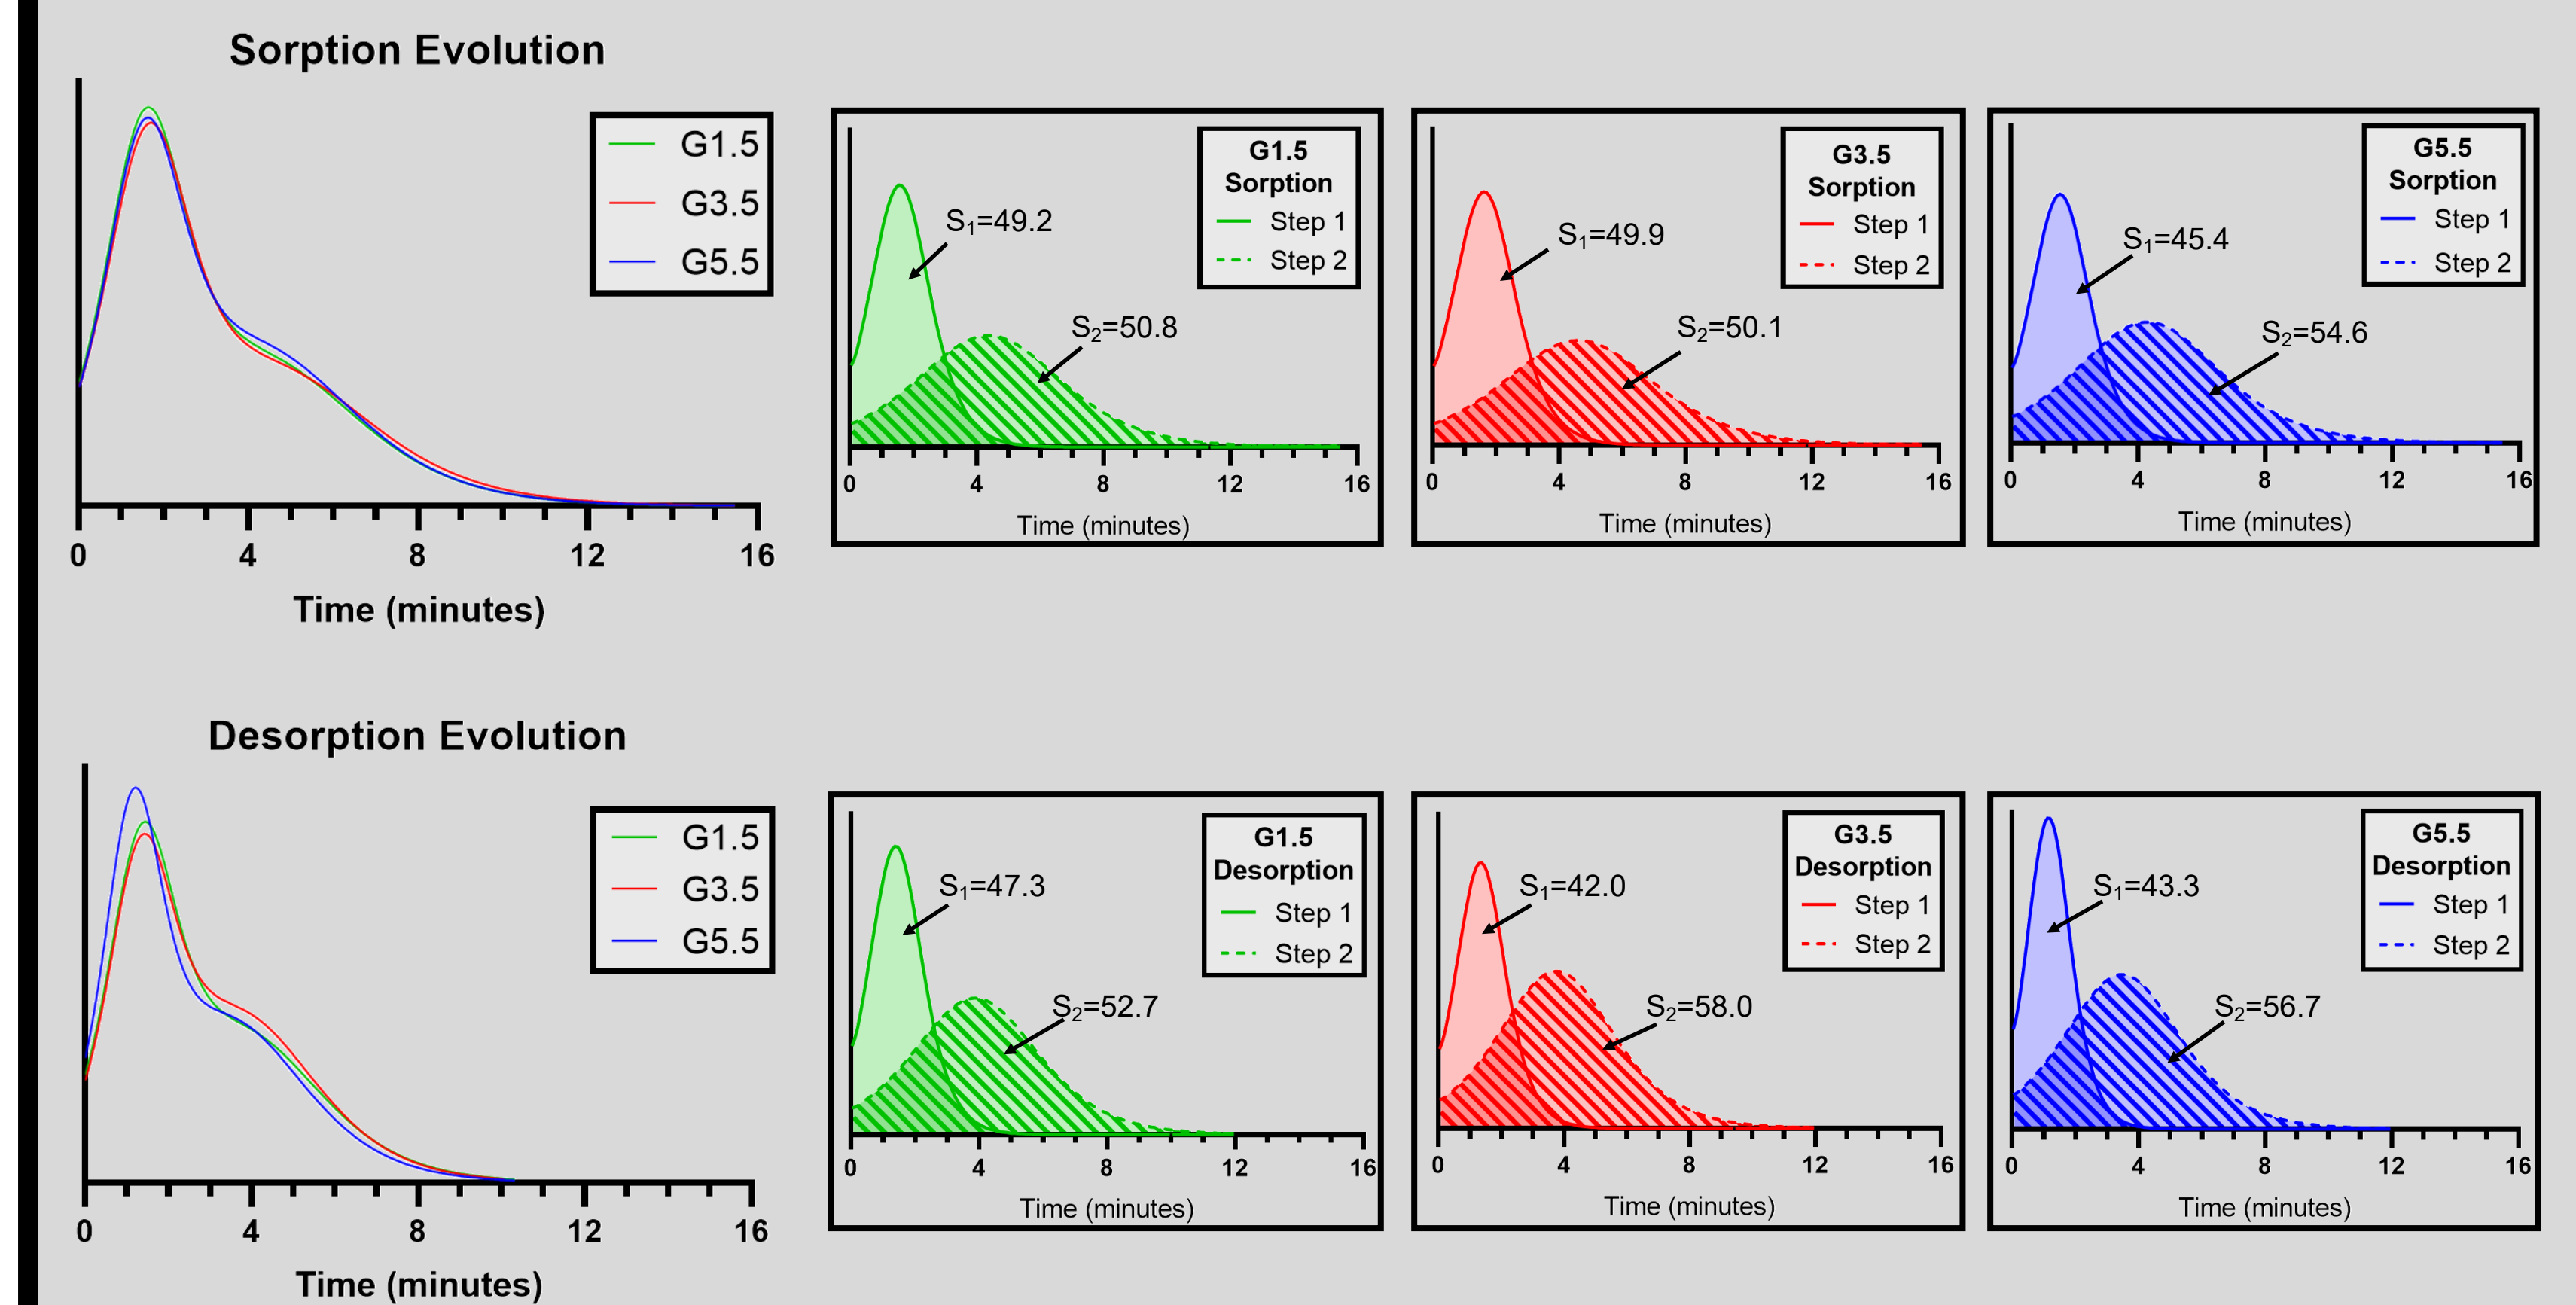 Sorption Evolution
G1.5
G3.5
G5.5
0 4 8 12 16
Time (minutes)
G1.5
Sorption
Step 1
Step 2
S₁=49.2
S₂=50.8
0 4 8 12 16
Time (minutes)
G3.5
Sorption
Step 1
Step 2
S₁=49.9
S₂=50.1
0 4 8 12 16
Time (minutes)
G5.5
Sorption
Step 1
Step 2
S₁=45.4
S₂=54.6
0 4 8 12 16
Time (minutes)
Desorption Evolution
G1.5
G3.5
G5.5
0 4 8 12 16
Time (minutes)
G1.5
Desorption
Step 1
Step 2
S₁=47.3
S₂=52.7
0 4 8 12 16
Time (minutes)
G3.5
Desorption
Step 1
Step 2
S₁=42.0
S₂=58.0
0 4 8 12 16
Time (minutes)
G5.5
Desorption
Step 1
Step 2
S₁=43.3
S₂=56.7
0 4 8 12 16
Time (minutes)